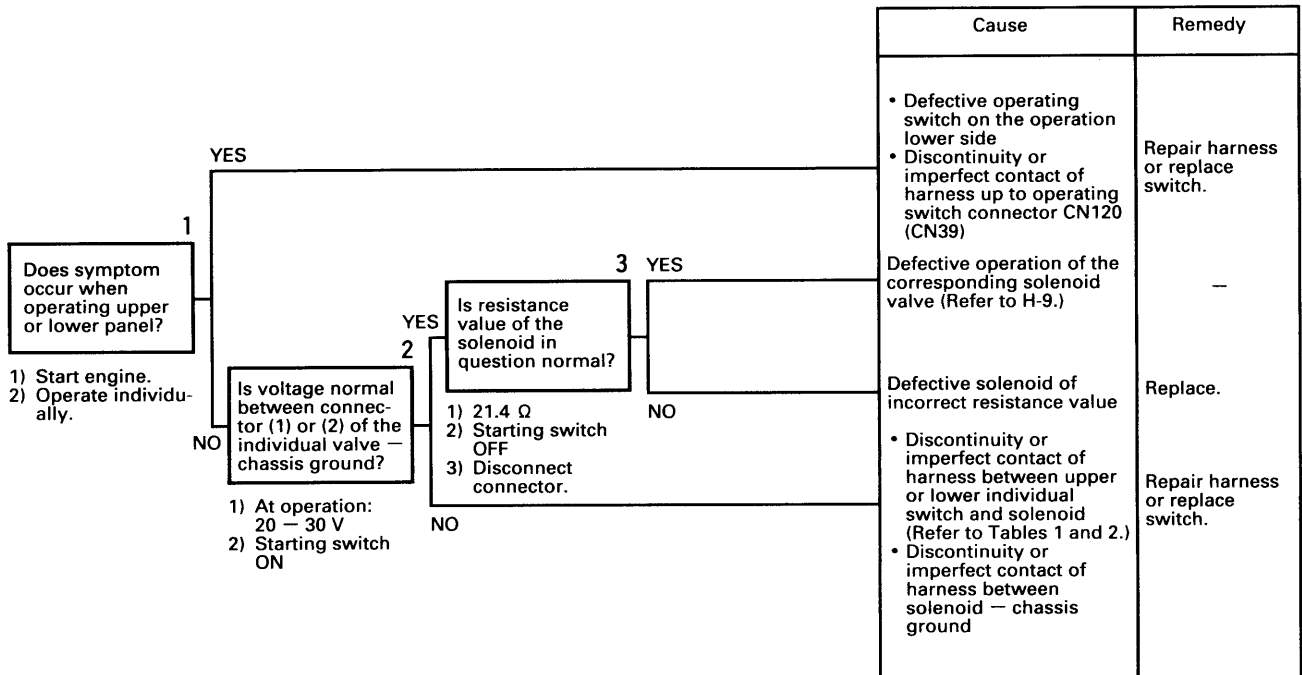 Cause
Remedy
• Defective operating
switch on the operation
lower side
• Discontinuity or
imperfect contact of
harness up to operating
switch connector CN120
(CN39)
Repair harness
or replace
switch.
YES
1
Does symptom
occur when
operating upper
or lower panel?
1) Start engine.
2) Operate individu-
ally.
NO
2
Is voltage normal
between connec-
tor (1) or (2) of the
individual valve —
chassis ground?
1) At operation:
20 — 30 V
2) Starting switch
ON
YES
3
Is resistance
value of the
solenoid in
question normal?
1) 21.4 Ω
2) Starting switch
OFF
3) Disconnect
connector.
YES
Defective operation of the
corresponding solenoid
valve (Refer to H-9.)
—
NO
Defective solenoid of
incorrect resistance value
Replace.
NO
• Discontinuity or
imperfect contact of
harness between upper
or lower individual
switch and solenoid
(Refer to Tables 1 and 2.)
• Discontinuity or
imperfect contact of
harness between
solenoid — chassis
ground
Repair harness
or replace
switch.